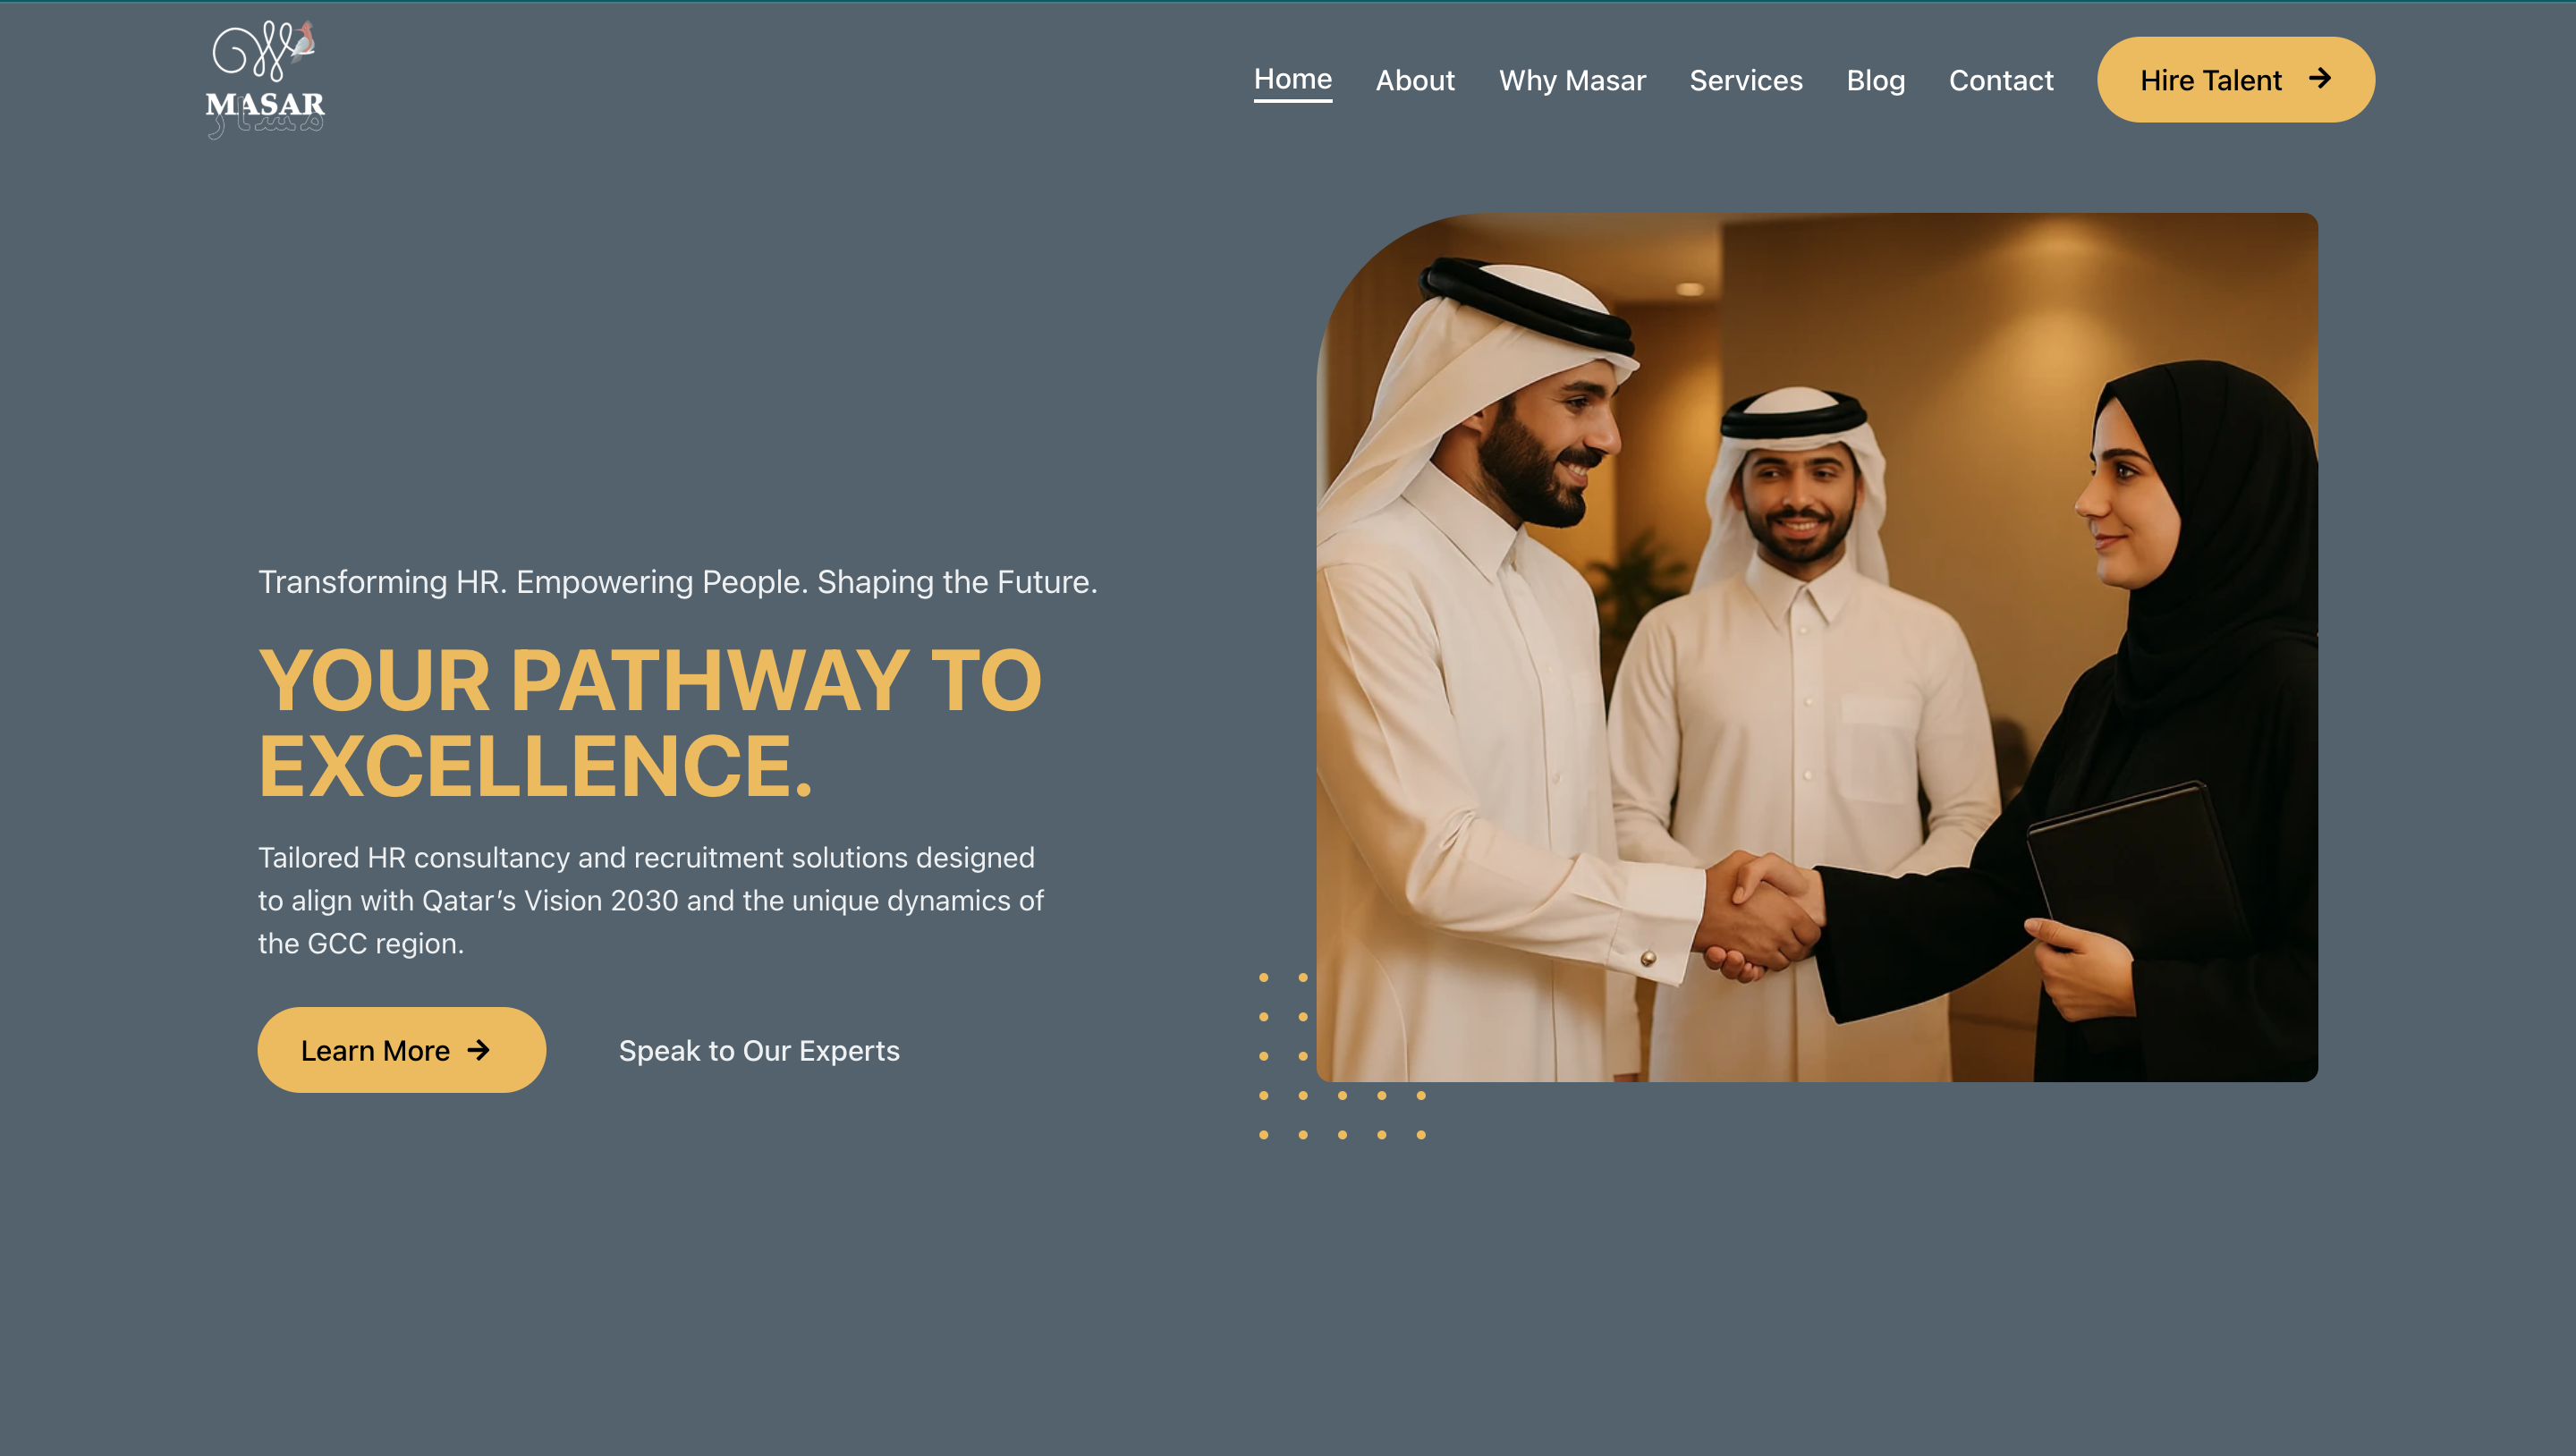 MASAR
مسار
Home
About
Why Masar
Services
Blog
Contact
Hire Talent
Transforming HR. Empowering People. Shaping the Future.
YOUR PATHWAY TO
EXCELLENCE.
Tailored HR consultancy and recruitment solutions designed
to align with Qatar’s Vision 2030 and the unique dynamics of
the GCC region.
Learn More
Speak to Our Experts